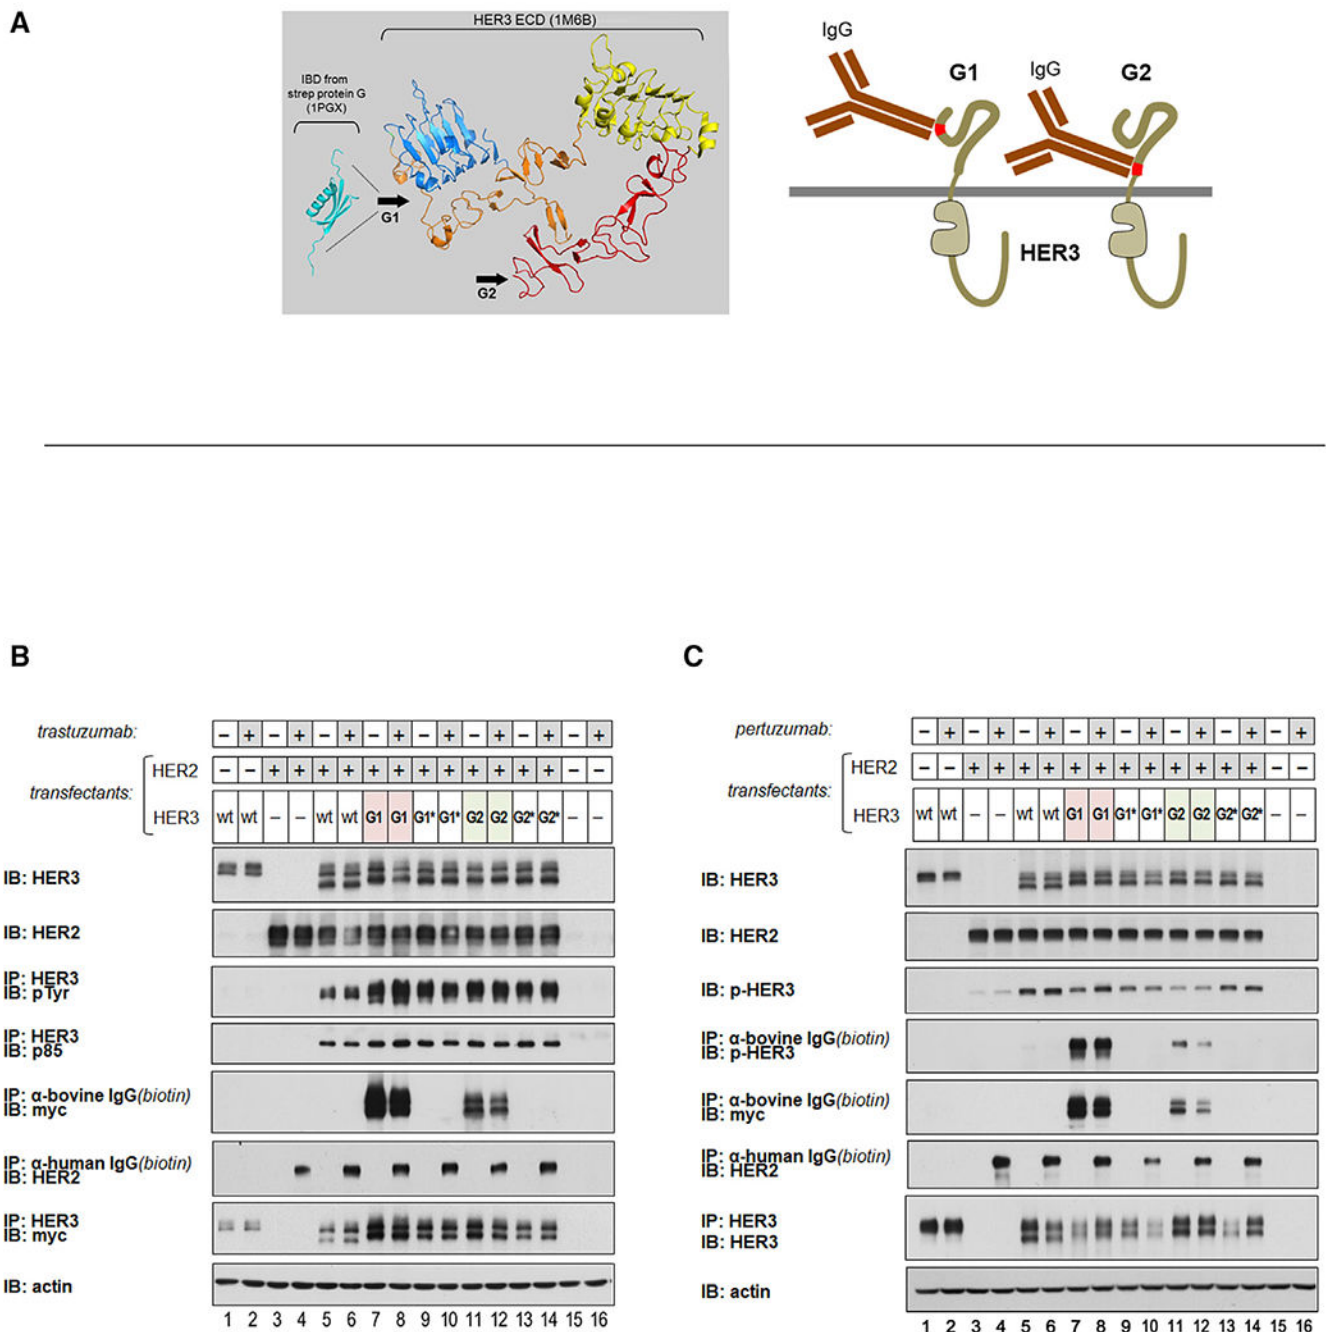 A
HER3 ECD (1M6B)
IBD from
strep protein G
(1PGX)
G1
G2
IgG
G1
IgG
G2
HER3
B
trastuzumab: – + – + – + – + – + – + – + – +
transfectants:
HER2 – – + + + + + + + + + + + + – –
HER3 wt wt – – wt wt G1 G1 G1* G1* G2 G2 G2* G2* – –
IB: HER3
IB: HER2
IP: HER3
IB: pTyr
IP: HER3
IB: p85
IP: α-bovine IgG(biotin)
IB: myc
IP: α-human IgG(biotin)
IB: HER2
IP: HER3
IB: myc
IB: actin
1 2 3 4 5 6 7 8 9 10 11 12 13 14 15 16
C
pertuzumab: – + – + – + – + – + – + – + – +
transfectants:
HER2 – – + + + + + + + + + + + + – –
HER3 wt wt – – wt wt G1 G1 G1* G1* G2 G2 G2* G2* – –
IB: HER3
IB: HER2
IB: p-HER3
IP: α-bovine IgG(biotin)
IB: p-HER3
IP: α-bovine IgG(biotin)
IB: myc
IP: α-human IgG(biotin)
IB: HER2
IP: HER3
IB: HER3
IB: actin
1 2 3 4 5 6 7 8 9 10 11 12 13 14 15 16